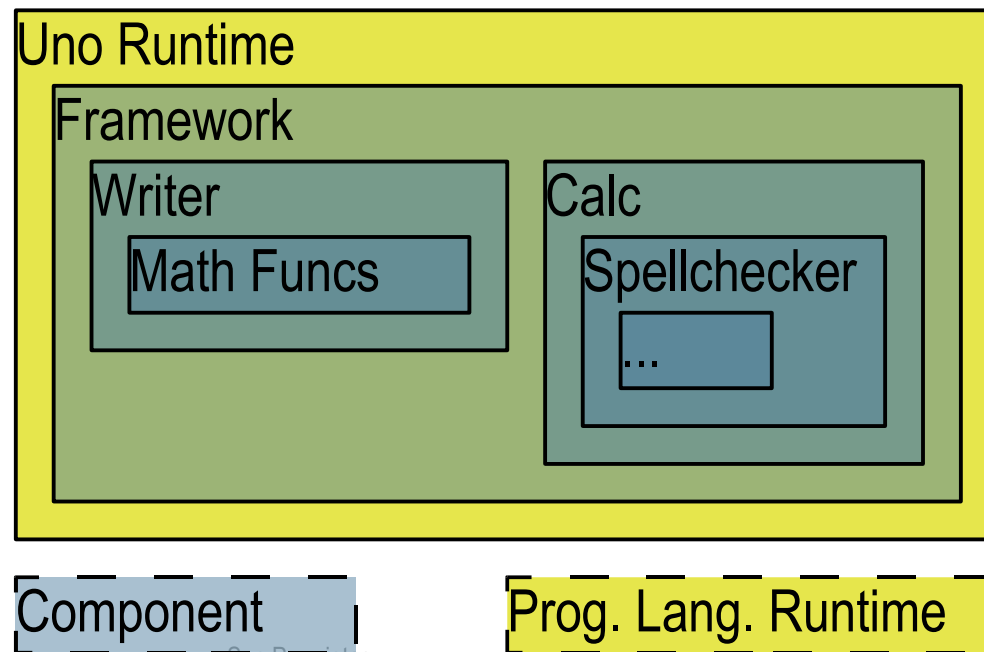 Uno Runtime
Framework
Writer
Calc
Math Funcs
Spellchecker
...
Component
Prog. Lang. Runtime